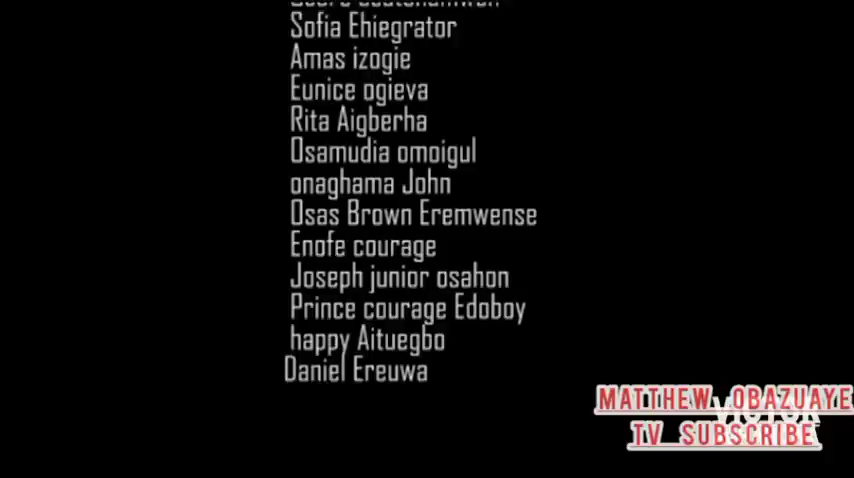 Sofia Ehiegrator
Amas izogie
Eunice ogieva
Rita Aigberha
Osamudia omoigul
onaghama John
Osas Brown Eremwense
Enofe courage
Joseph junior osahon
Prince courage Edoboy
happy Aituegbo
Daniel Ereuwa
MATTHEW OBAZUAYE
TV SUBSCRIBE